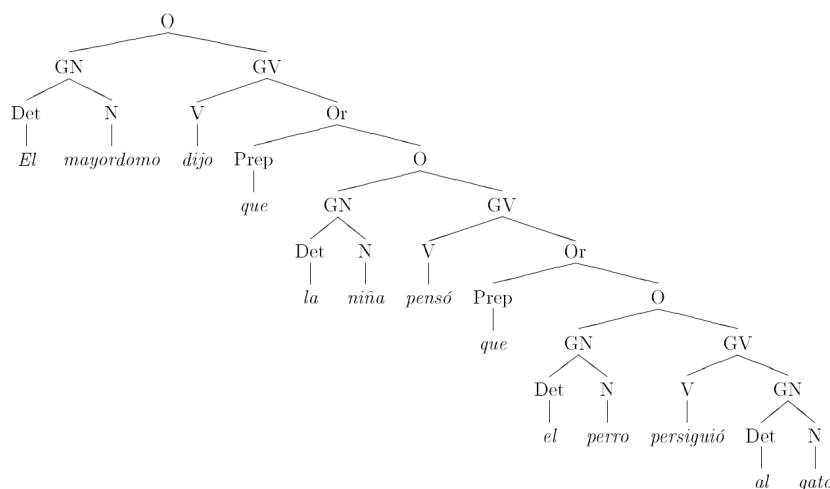 O
GN GV
Det N V Or
El mayordomo dijo Prep O
que GN GV
Det N V Or
la niña pensó Prep O
que GN GV
Det N V GN
el perro persiguió Det N
al gato